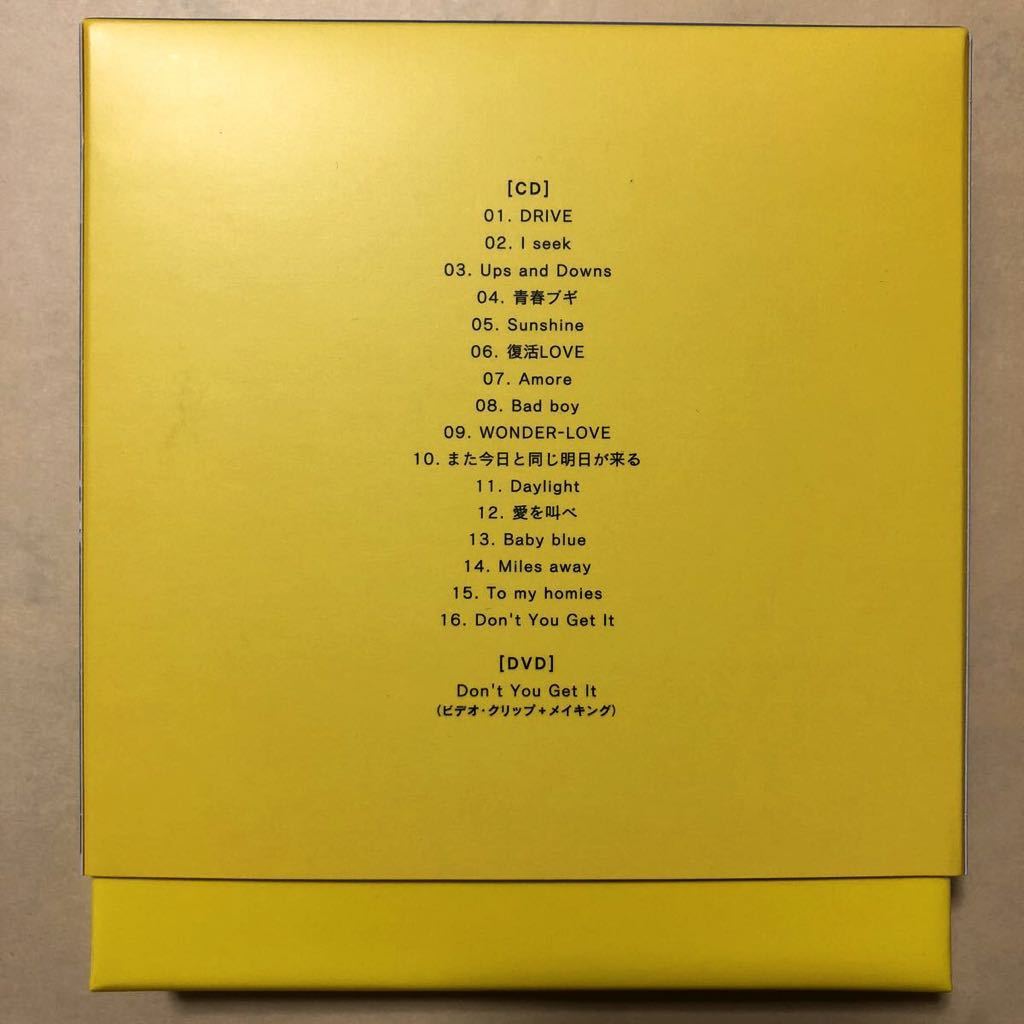 [CD]
01. DRIVE
02. I seek
03. Ups and Downs
04. 青春ブギ
05. Sunshine
06. 復活LOVE
07. Amore
08. Bad boy
09. WONDER-LOVE
10. また今日と同じ明日が来る
11. Daylight
12. 愛を叫べ
13. Baby blue
14. Miles away
15. To my homies
16. Don't You Get It
[DVD]
Don't You Get It
(ビデオ・クリップ+メイキング)